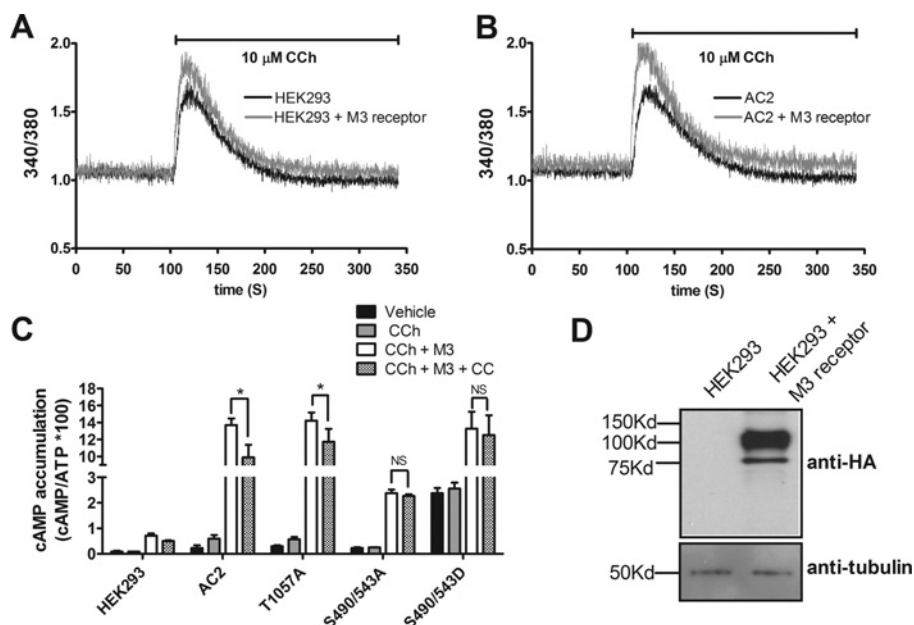 A
2.0
1.5
1.0
0.5
340/380
10 μM CCh
HEK293
HEK293 + M3 receptor
0 50 100 150 200 250 300 350
time (S)
B
2.0
1.5
1.0
0.5
340/380
10 μM CCh
AC2
AC2 + M3 receptor
0 50 100 150 200 250 300 350
time (S)
C
Vehicle
CCh
CCh + M3
CCh + M3 + CC
cAMP accumulation
(cAMP/ATP *100)
18
16
14
12
10
8
3
2
1
0
*
*
NS
NS
HEK293
AC2
T1057A
S490/543A
S490/543D
D
HEK293
HEK293 +
M3 receptor
150Kd
100Kd
75Kd
anti-HA
50Kd
anti-tubulin